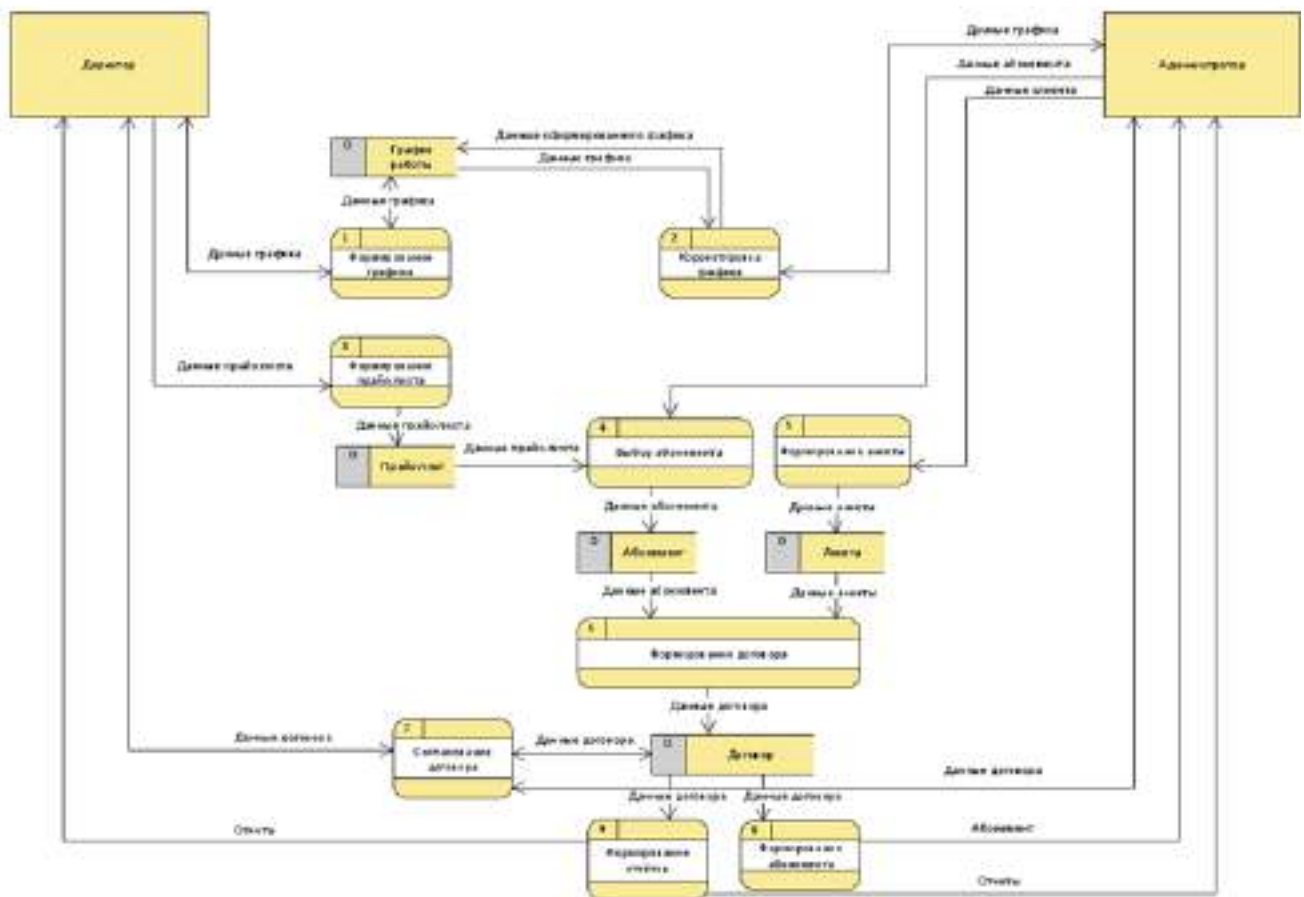 Директор
Администратор
Данные графика
Данные абонемента
Данные клиента
Данные сформированного графика
Данные графика
D
График
работы
Данные графика
Данные графика
1
Формирование
графика
2
Корректировка
графика
3
Формирование
прайс-листа
Данные прайс-листа
Данные прайс-листа
D
Прайс-лист
Данные прайс-листа
4
Выбор абонемента
5
Формирование анкеты
Данные абонемента
Данные анкеты
D
Абонемент
D
Анкета
Данные абонемента
Данные анкеты
6
Формирование договора
Данные договора
7
Согласование
договора
Данные договора
Данные договора
D
Договор
Данные договора
Данные договора
Данные договора
Отчеты
9
Формирование
отчётов
8
Формирование
абонемента
Абонемент
Отчеты